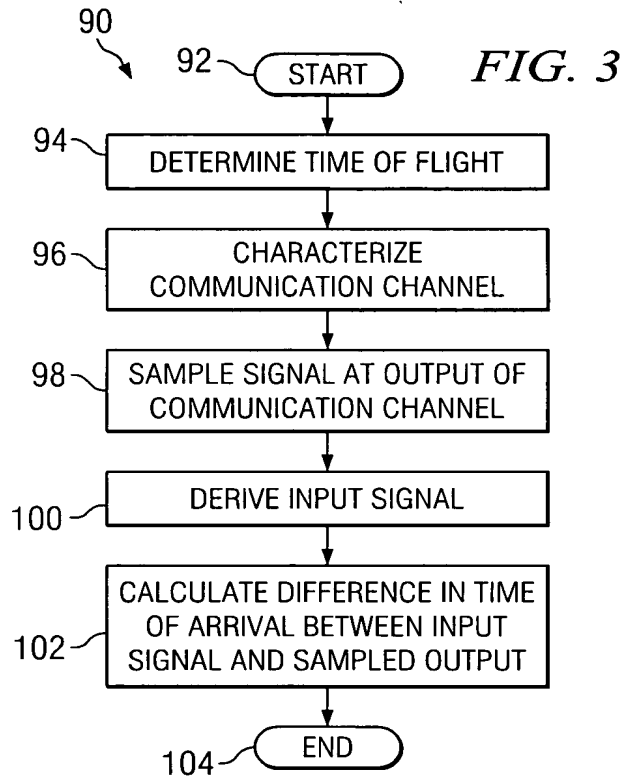 90
92
START
FIG. 3
94
DETERMINE TIME OF FLIGHT
96
CHARACTERIZE
COMMUNICATION CHANNEL
98
SAMPLE SIGNAL AT OUTPUT OF
COMMUNICATION CHANNEL
100
DERIVE INPUT SIGNAL
102
CALCULATE DIFFERENCE IN TIME
OF ARRIVAL BETWEEN INPUT
SIGNAL AND SAMPLED OUTPUT
104
END